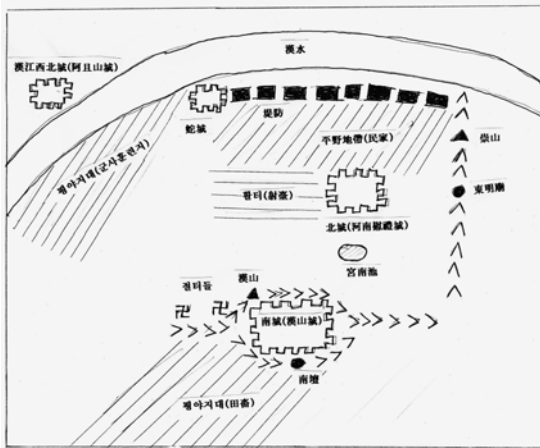 漢水
漢江西北城(阿且山城)
蛇城
堤防
平野地帶(民家)
崇山
평야지대(군사훈련지)
활터(射臺)
東明廟
北城(河南慰禮城)
宮南池
절터들
漢山
南城(漢山城)
南壇
평야지대(田畓)